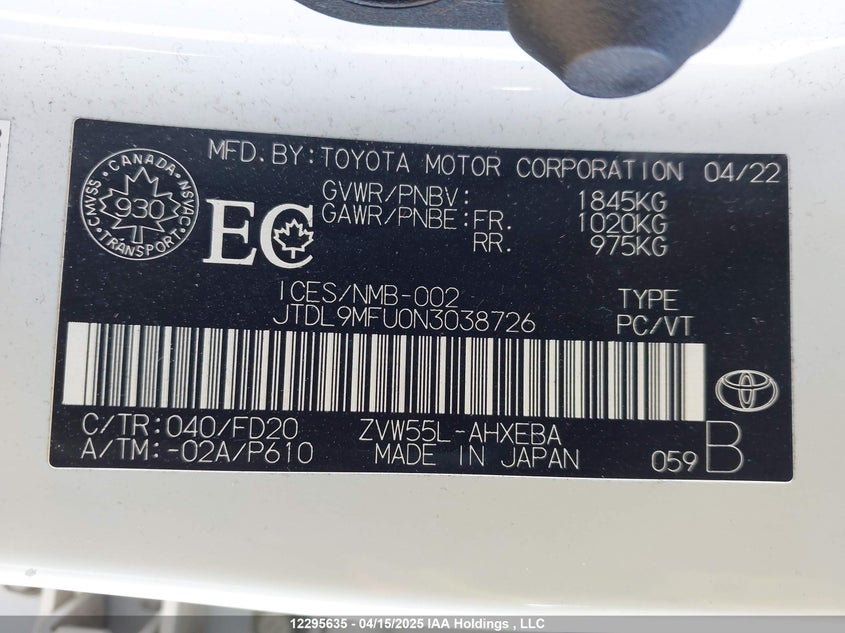 MFD.BY:TOYOTA MOTOR CORPORATION 04/22
GVWR/PNBV: 1845KG
GAWR/PNBE:FR. 1020KG
RR. 975KG
CANADA
CMVSS 930 NSVAC
TRANSPORT
EC
ICES/NMB-002 TYPE
JTDL9MFU0N3038726 PC/VT
C/TR:040/FD20 ZVW55L-AHXEBA
A/TM:-02A/P610 MADE IN JAPAN 059 B
12295635 - 04/15/2025 IAA Holdings , LLC